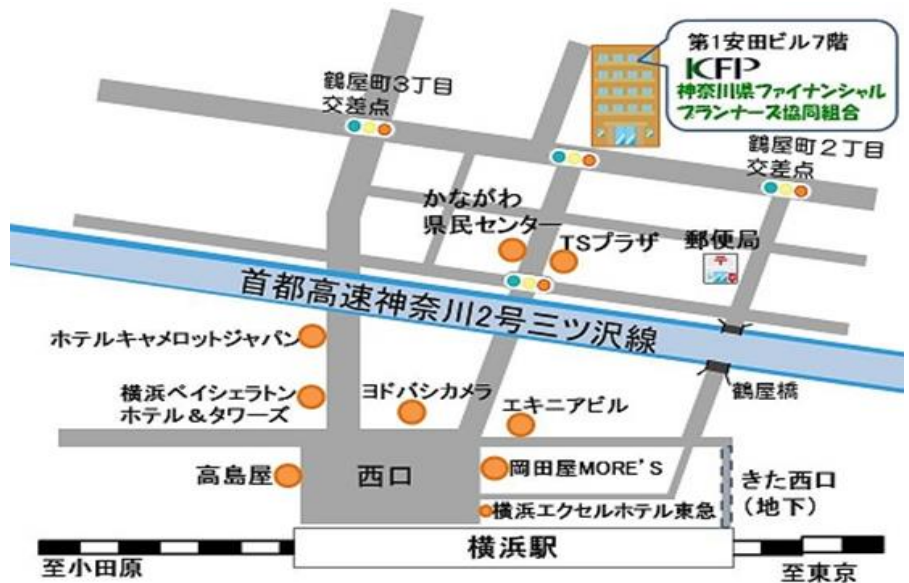 第1安田ビル7階
KFP
神奈川県ファイナンシャル
プランナーズ協同組合
鶴屋町3丁目
交差点
鶴屋町2丁目
交差点
かながわ
県民センター
TSプラザ
郵便局
〒
首都高速神奈川2号三ツ沢線
ホテルキャメロットジャパン
横浜ベイシェラトン
ホテル&タワーズ
ヨドバシカメラ
エキニアビル
鶴屋橋
高島屋
西口
岡田屋MORE'S
きた西口
(地下)
横浜エクセルホテル東急
横浜駅
至小田原
至東京